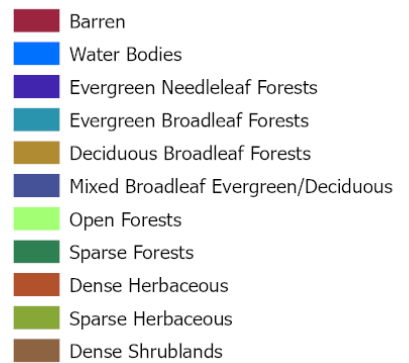 Barren
Water Bodies
Evergreen Needleleaf Forests
Evergreen Broadleaf Forests
Deciduous Broadleaf Forests
Mixed Broadleaf Evergreen/Deciduous
Open Forests
Sparse Forests
Dense Herbaceous
Sparse Herbaceous
Dense Shrublands